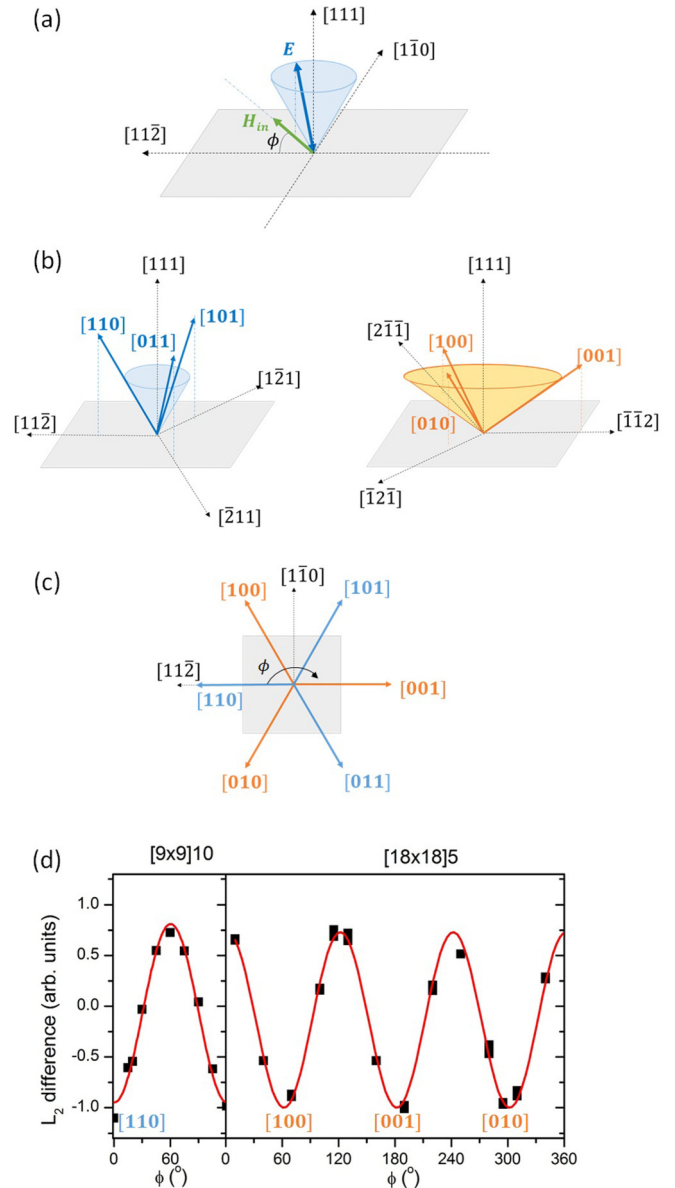 (a)
[111]
[11̅0]
E
H_in
ϕ
[112̅]
(b)
[111]
[110]
[101]
[011]
[12̅1]
[112̅]
[2̅11]
[111]
[21̅1̅]
[100]
[001]
[010]
[1̅1̅2]
[1̅21̅]
(c)
[11̅0]
[100]
[101]
ϕ
[112̅]
[110]
[001]
[010]
[011]
(d)
[9x9]10
[18x18]5
L₂ difference (arb. units)
1.0
0.5
0.0
-0.5
-1.0
[110]
[100]
[001]
[010]
0 60 0 60 120 180 240 300 360
ϕ (°)
ϕ (°)